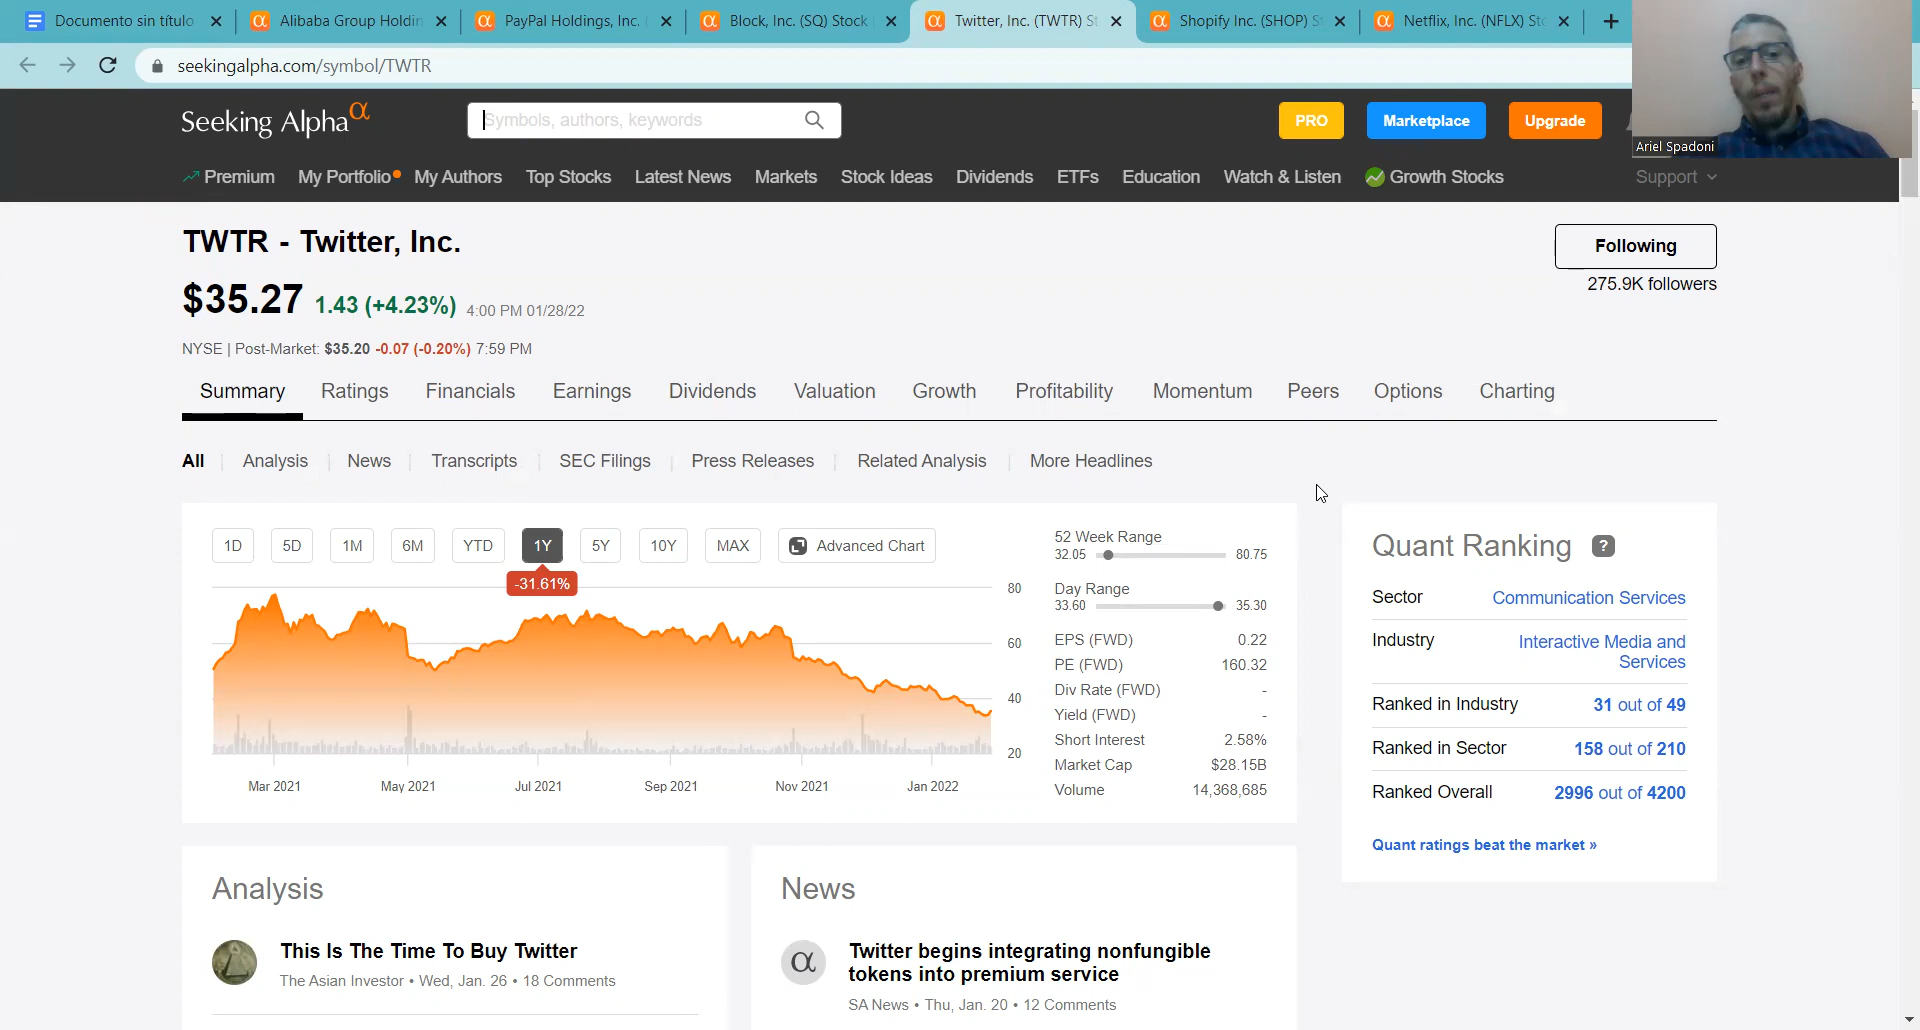 Documento sin título
Alibaba Group Holdin
PayPal Holdings, Inc. (
Block, Inc. (SQ) Stock
Twitter, Inc. (TWTR) St
Shopify Inc. (SHOP) S
Netflix, Inc. (NFLX) Sto
seekingalpha.com/symbol/TWTR
Seeking Alpha α
Symbols, authors, keywords
PRO
Marketplace
Upgrade
Ariel Spadoni
Premium
My Portfolio
My Authors
Top Stocks
Latest News
Markets
Stock Ideas
Dividends
ETFs
Education
Watch & Listen
Growth Stocks
Support
TWTR - Twitter, Inc.
Following
275.9K followers
$35.27 1.43 (+4.23%) 4:00 PM 01/28/22
NYSE | Post-Market: $35.20 -0.07 (-0.20%) 7:59 PM
Summary
Ratings
Financials
Earnings
Dividends
Valuation
Growth
Profitability
Momentum
Peers
Options
Charting
All
Analysis
News
Transcripts
SEC Filings
Press Releases
Related Analysis
More Headlines
1D
5D
1M
6M
YTD
1Y
5Y
10Y
MAX
Advanced Chart
-31.61%
80
60
40
20
Mar 2021
May 2021
Jul 2021
Sep 2021
Nov 2021
Jan 2022
52 Week Range
32.05 80.75
Day Range
33.60 35.30
EPS (FWD) 0.22
PE (FWD) 160.32
Div Rate (FWD) -
Yield (FWD) -
Short Interest 2.58%
Market Cap $28.15B
Volume 14,368,685
Quant Ranking ?
Sector Communication Services
Industry Interactive Media and
Services
Ranked in Industry 31 out of 49
Ranked in Sector 158 out of 210
Ranked Overall 2996 out of 4200
Quant ratings beat the market »
Analysis
This Is The Time To Buy Twitter
The Asian Investor • Wed, Jan. 26 • 18 Comments
News
α
Twitter begins integrating nonfungible
tokens into premium service
SA News • Thu, Jan. 20 • 12 Comments